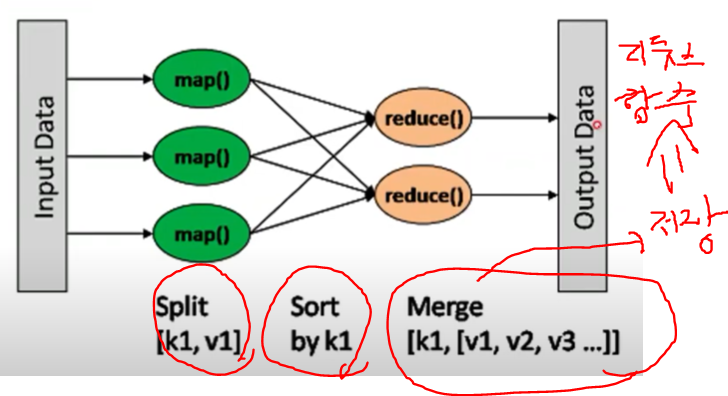 Input Data
map()
map()
map()
reduce()
reduce()
Output Data
리듀스
함수
저장
Split
[k1, v1]
Sort
by k1
Merge
[k1, [v1, v2, v3 ...]]